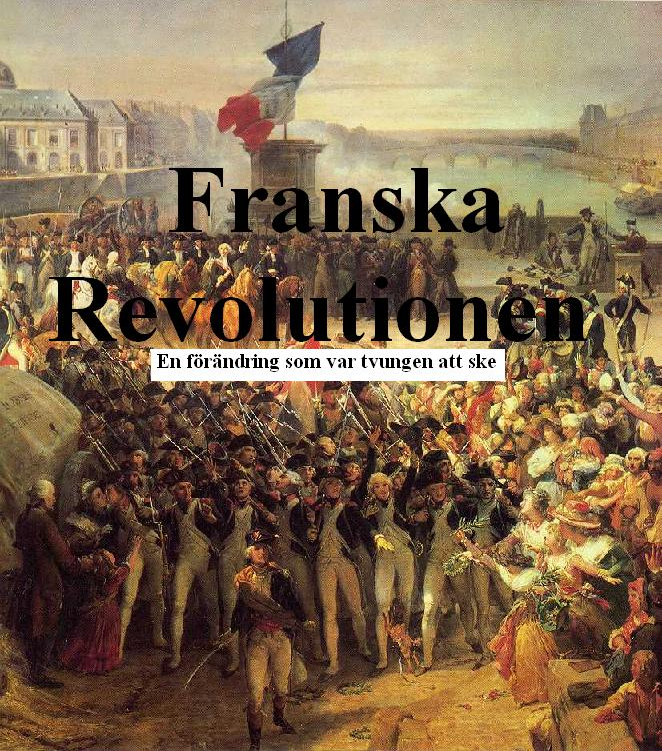 Franska
Revolutionen
En förändring som var tvungen att ske